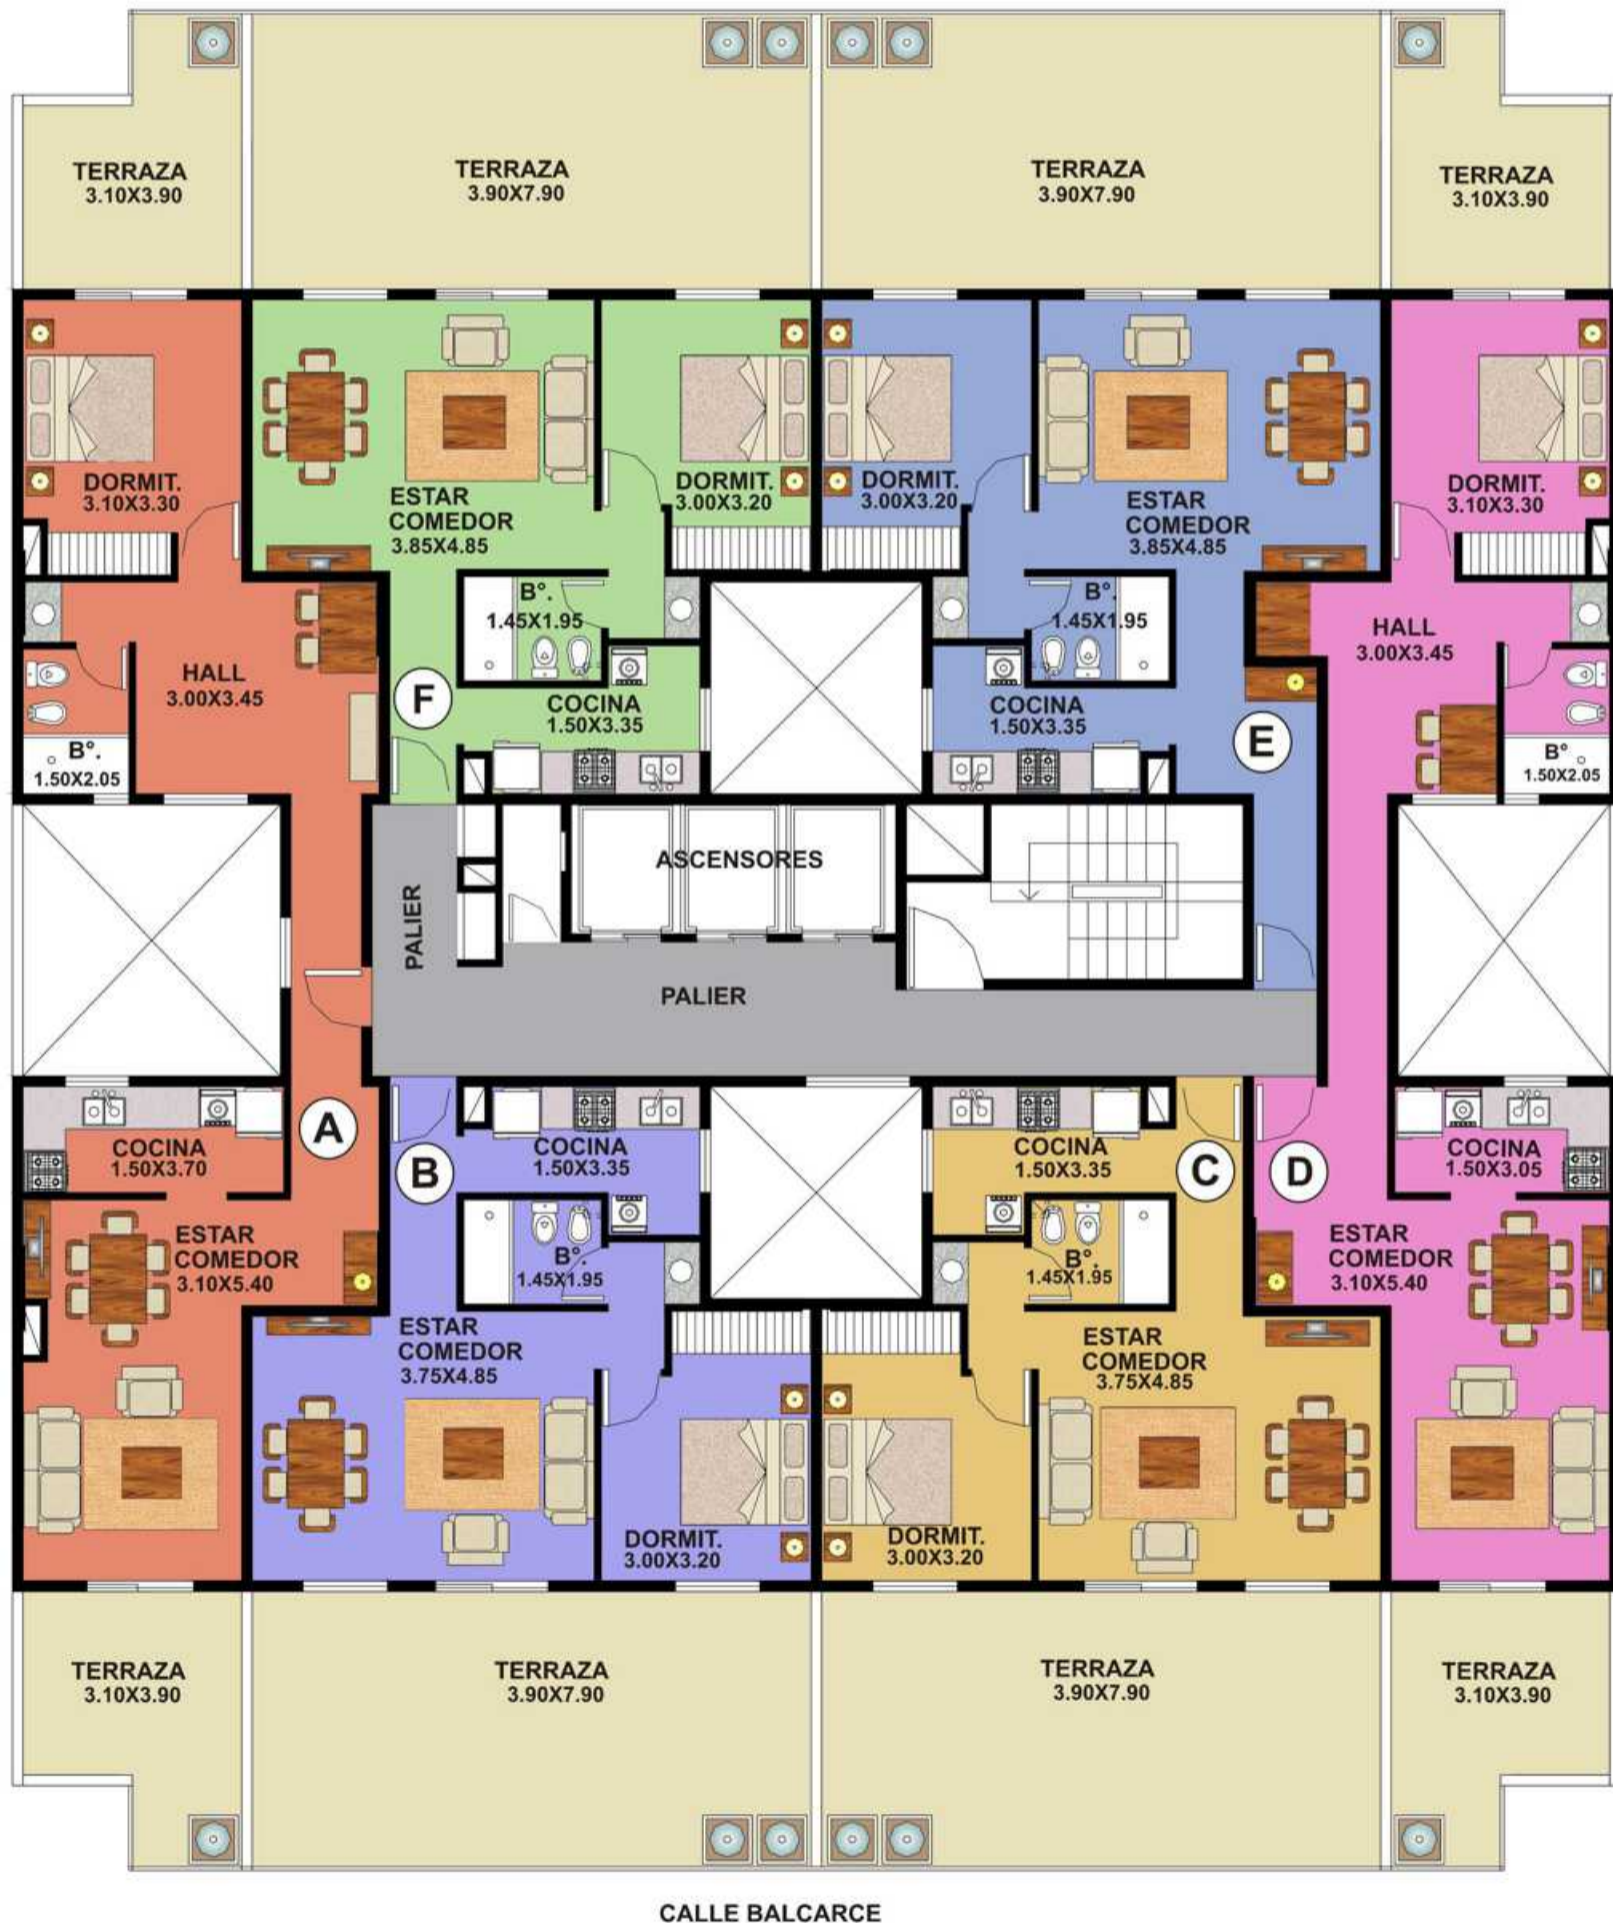 TERRAZA
3.10X3.90
TERRAZA
3.90X7.90
TERRAZA
3.90X7.90
TERRAZA
3.10X3.90
DORMIT.
3.10X3.30
ESTAR
COMEDOR
3.85X4.85
DORMIT.
3.00X3.20
DORMIT.
3.00X3.20
ESTAR
COMEDOR
3.85X4.85
DORMIT.
3.10X3.30
HALL
3.00X3.45
B°.
1.50X2.05
F
B°.
1.45X1.95
COCINA
1.50X3.35
B°.
1.45X1.95
COCINA
1.50X3.35
E
HALL
3.00X3.45
B°
1.50X2.05
PALIER
ASCENSORES
PALIER
COCINA
1.50X3.70
A
B
COCINA
1.50X3.35
COCINA
1.50X3.35
C
D
COCINA
1.50X3.05
ESTAR
COMEDOR
3.10X5.40
B°.
1.45X1.95
B°.
1.45X1.95
ESTAR
COMEDOR
3.10X5.40
ESTAR
COMEDOR
3.75X4.85
ESTAR
COMEDOR
3.75X4.85
DORMIT.
3.00X3.20
DORMIT.
3.00X3.20
TERRAZA
3.10X3.90
TERRAZA
3.90X7.90
TERRAZA
3.90X7.90
TERRAZA
3.10X3.90
CALLE BALCARCE